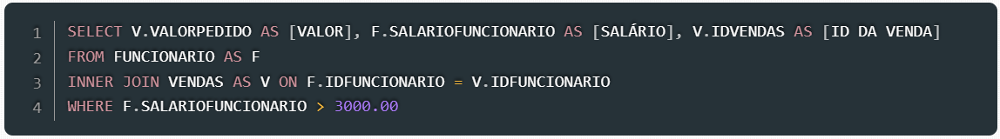 1 SELECT V.VALORPEDIDO AS [VALOR], F.SALARIOFUNCIONARIO AS [SALÁRIO], V.IDVENDAS AS [ID DA VENDA]
2 FROM FUNCIONARIO AS F
3 INNER JOIN VENDAS AS V ON F.IDFUNCIONARIO = V.IDFUNCIONARIO
4 WHERE F.SALARIOFUNCIONARIO > 3000.00